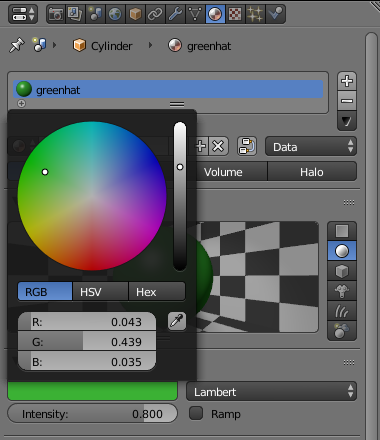 Cylinder greenhat
greenhat
Data
Volume Halo
RGB HSV Hex
R: 0.043
G: 0.439
B: 0.035
Lambert
Intensity: 0.800 Ramp